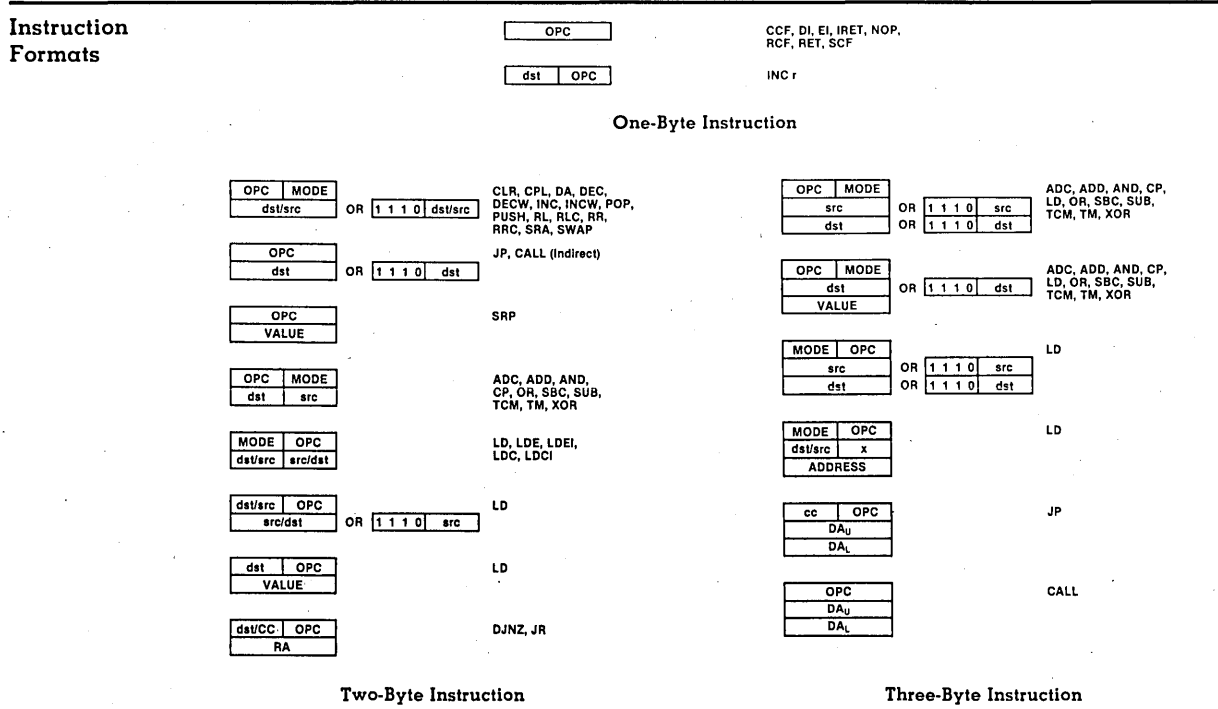 Instruction
Formats
OPC
CCF, DI, EI, IRET, NOP,
RCF, RET, SCF
dst OPC
INC r
One-Byte Instruction
OPC MODE
dst/src OR 1 1 1 0 dst/src
CLR, CPL, DA, DEC,
DECW, INC, INCW, POP,
PUSH, RL, RLC, RR,
RRC, SRA, SWAP
OPC
dst OR 1 1 1 0 dst
JP, CALL (Indirect)
OPC
VALUE
SRP
OPC MODE
dst src
ADC, ADD, AND,
CP, OR, SBC, SUB,
TCM, TM, XOR
MODE OPC
dst/src src/dst
LD, LDE, LDEI,
LDC, LDCI
dst/src OPC
src/dst OR 1 1 1 0 src
LD
dst OPC
VALUE
LD
dst/CC OPC
RA
DJNZ, JR
Two-Byte Instruction
OPC MODE
src OR 1 1 1 0 src
dst OR 1 1 1 0 dst
ADC, ADD, AND, CP,
LD, OR, SBC, SUB,
TCM, TM, XOR
OPC MODE
dst OR 1 1 1 0 dst
VALUE
ADC, ADD, AND, CP,
LD, OR, SBC, SUB,
TCM, TM, XOR
MODE OPC
src OR 1 1 1 0 src
dst OR 1 1 1 0 dst
LD
MODE OPC
dst/src x
ADDRESS
LD
cc OPC
DAU
DAL
JP
OPC
DAU
DAL
CALL
Three-Byte Instruction